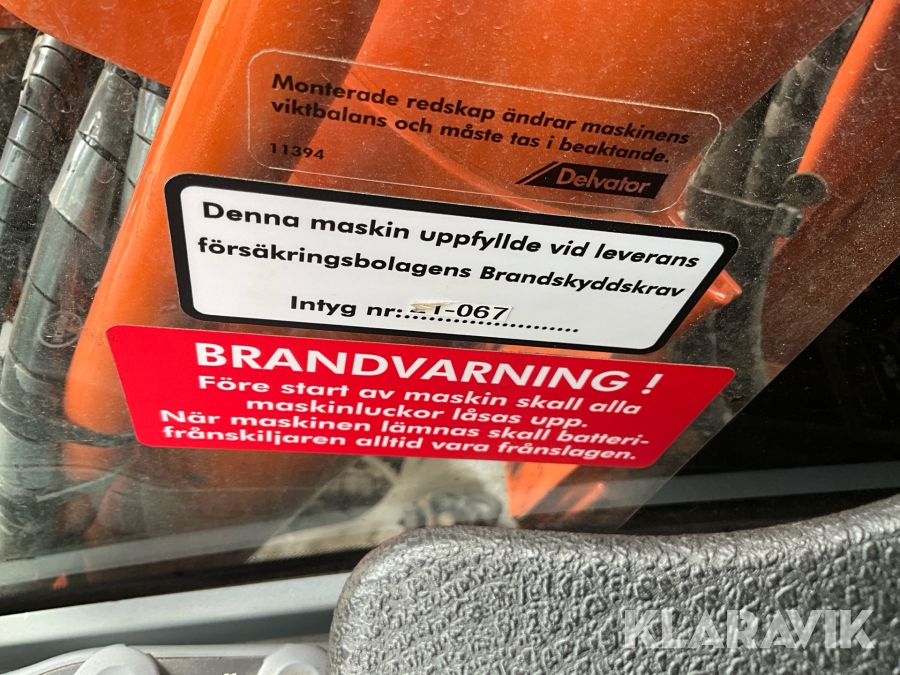 Monterade redskap ändrar maskinens
viktbalans och måste tas i beaktande.
11394
Delvator
Denna maskin uppfyllde vid leverans
försäkringsbolagens Brandskyddskrav
Intyg nr:.21-067......................
BRANDVARNING !
Före start av maskin skall alla
maskinluckor låsas upp.
När maskinen lämnas skall batteri-
frånskiljaren alltid vara frånslagen.
KLARAVIK